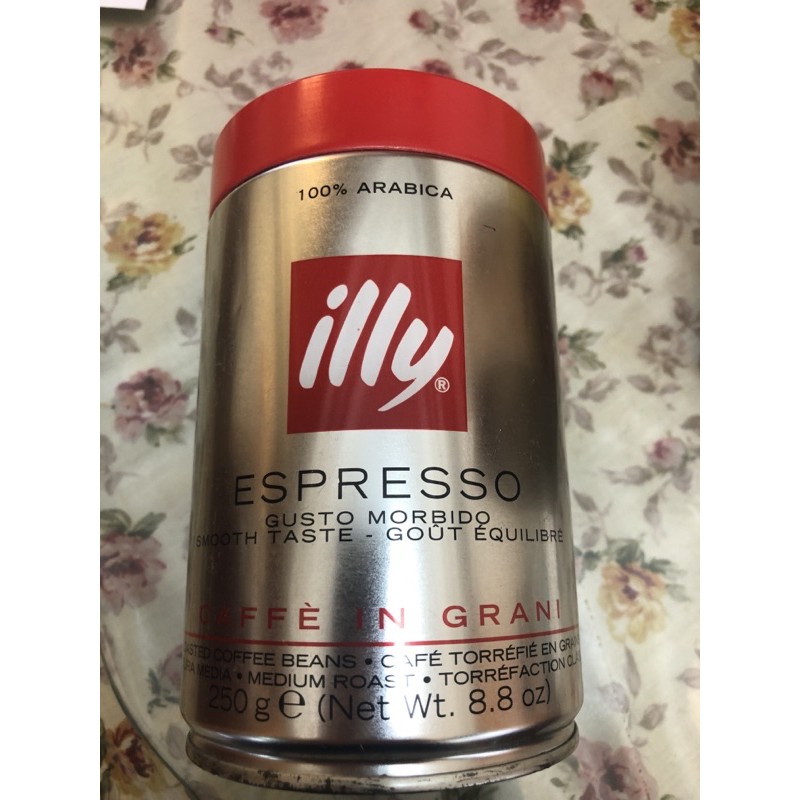 100% ARABICA
illy®
ESPRESSO
GUSTO MORBIDO
SMOOTH TASTE - GOÛT ÉQUILIBRÉ
CAFFÈ IN GRANI
COFFEE BEANS • CAFÉ TORRÉFIÉ EN
MEDIA • MEDIUM ROAST • TORRÉFACTION
250 g ℮ (Net Wt. 8.8 oz)